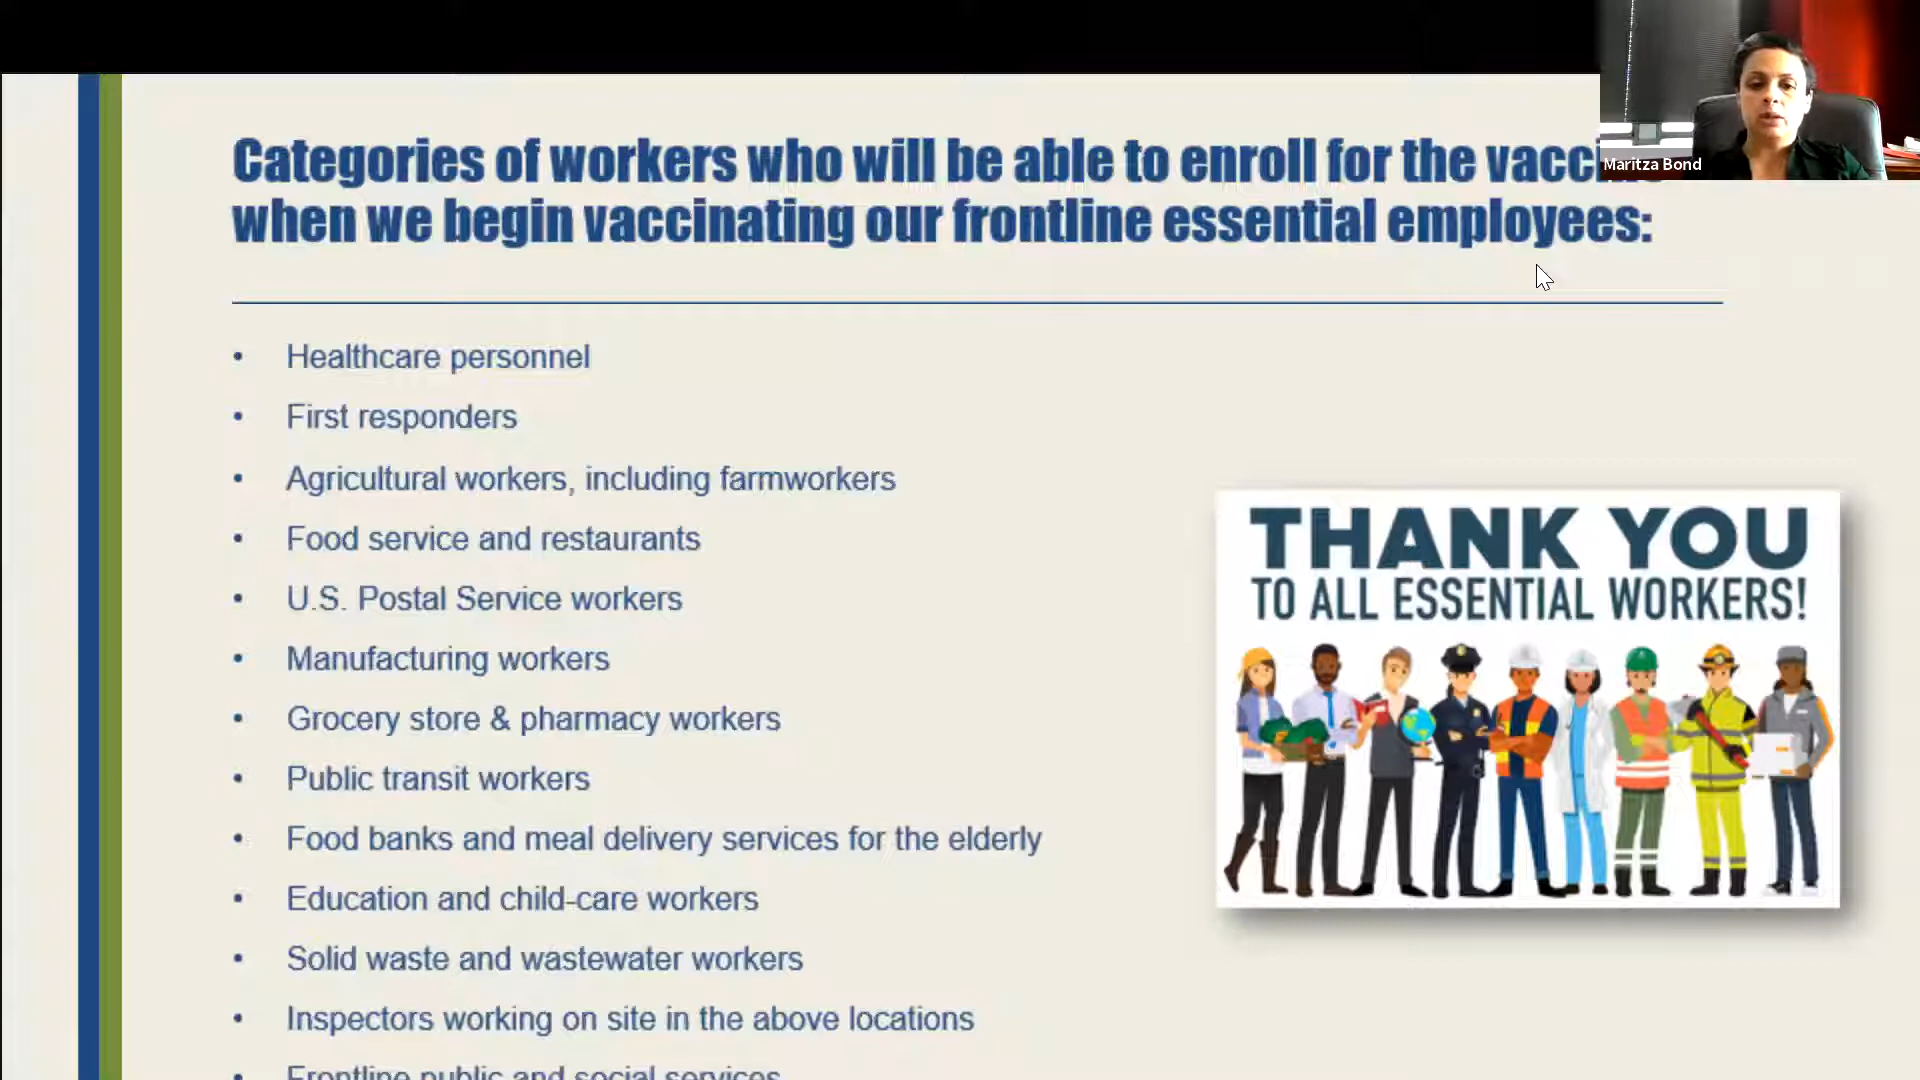 Categories of workers who will be able to enroll for the
when we begin vaccinating our frontline essential employees:
Maritza Bond
• Healthcare personnel
• First responders
• Agricultural workers, including farmworkers
• Food service and restaurants
• U.S. Postal Service workers
• Manufacturing workers
• Grocery store & pharmacy workers
• Public transit workers
• Food banks and meal delivery services for the elderly
• Education and child-care workers
• Solid waste and wastewater workers
• Inspectors working on site in the above locations
• Frontline public and social services
THANK YOU
TO ALL ESSENTIAL WORKERS!